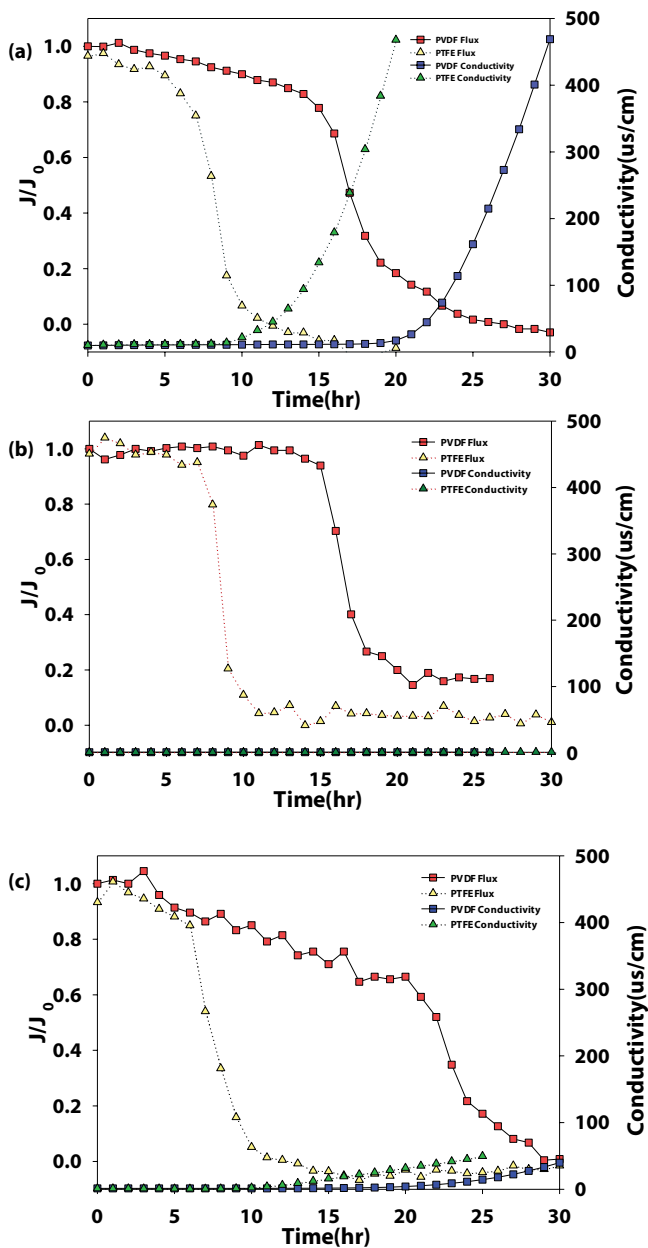 (a)
PVDF Flux
PTFE Flux
PVDF Conductivity
PTFE Conductivity
1.0
0.8
0.6
0.4
0.2
0.0
J/J0
500
400
300
200
100
0
Conductivity(us/cm)
0 5 10 15 20 25 30
Time(hr)
(b)
PVDF Flux
PTFE Flux
PVDF Conductivity
PTFE Conductivity
1.0
0.8
0.6
0.4
0.2
0.0
J/J0
500
400
300
200
100
0
Conductivity(us/cm)
0 5 10 15 20 25 30
Time(hr)
(c)
PVDF Flux
PTFE Flux
PVDF Conductivity
PTFE Conductivity
1.0
0.8
0.6
0.4
0.2
0.0
J/J0
500
400
300
200
100
0
Conductivity(us/cm)
0 5 10 15 20 25 30
Time(hr)